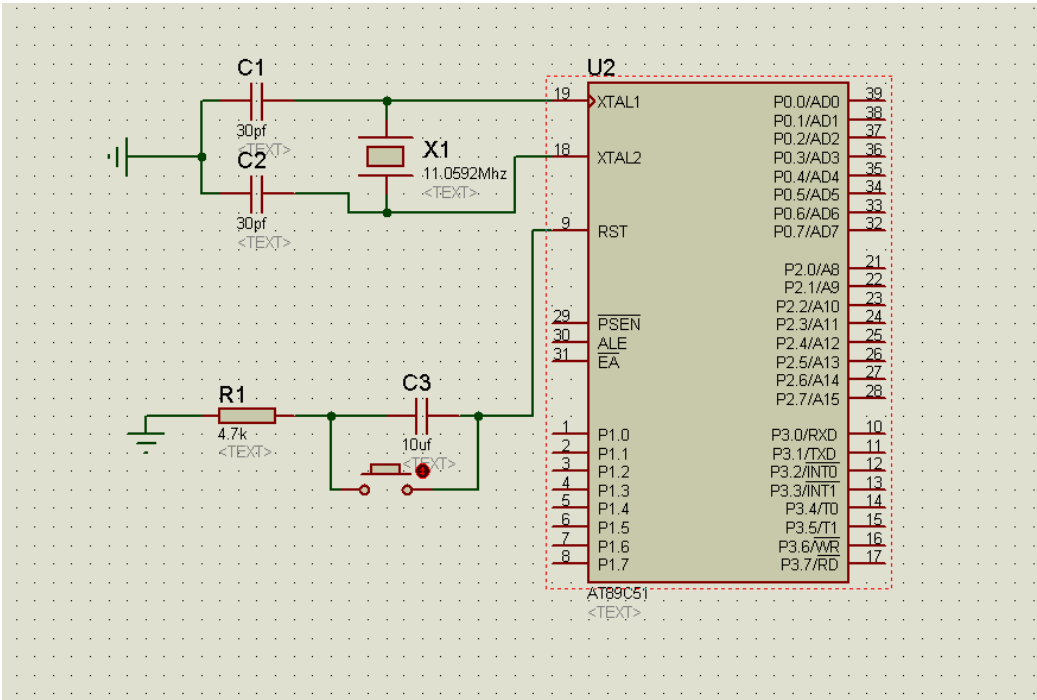 C1
30pf
<TEXT>
C2
30pf
<TEXT>
X1
11.0592Mhz
<TEXT>
R1
4.7k
<TEXT>
C3
10uf
<TEXT>
U2
19 XTAL1
18 XTAL2
9 RST
29 PSEN
30 ALE
31 EA
1 P1.0
2 P1.1
3 P1.2
4 P1.3
5 P1.4
6 P1.5
7 P1.6
8 P1.7
P0.0/AD0 39
P0.1/AD1 38
P0.2/AD2 37
P0.3/AD3 36
P0.4/AD4 35
P0.5/AD5 34
P0.6/AD6 33
P0.7/AD7 32
P2.0/A8 21
P2.1/A9 22
P2.2/A10 23
P2.3/A11 24
P2.4/A12 25
P2.5/A13 26
P2.6/A14 27
P2.7/A15 28
P3.0/RXD 10
P3.1/TXD 11
P3.2/INT0 12
P3.3/INT1 13
P3.4/T0 14
P3.5/T1 15
P3.6/WR 16
P3.7/RD 17
AT89C51
<TEXT>